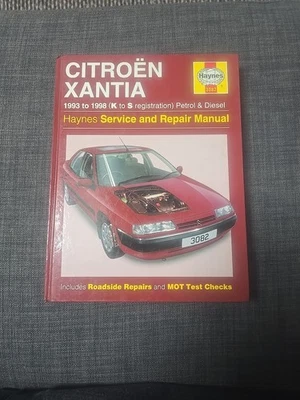 CITROËN
XANTIA
Haynes
1993 to 1998 (K to S registration) Petrol & Diesel
Haynes Service and Repair Manual
3082
Includes Roadside Repairs and MOT Test Checks